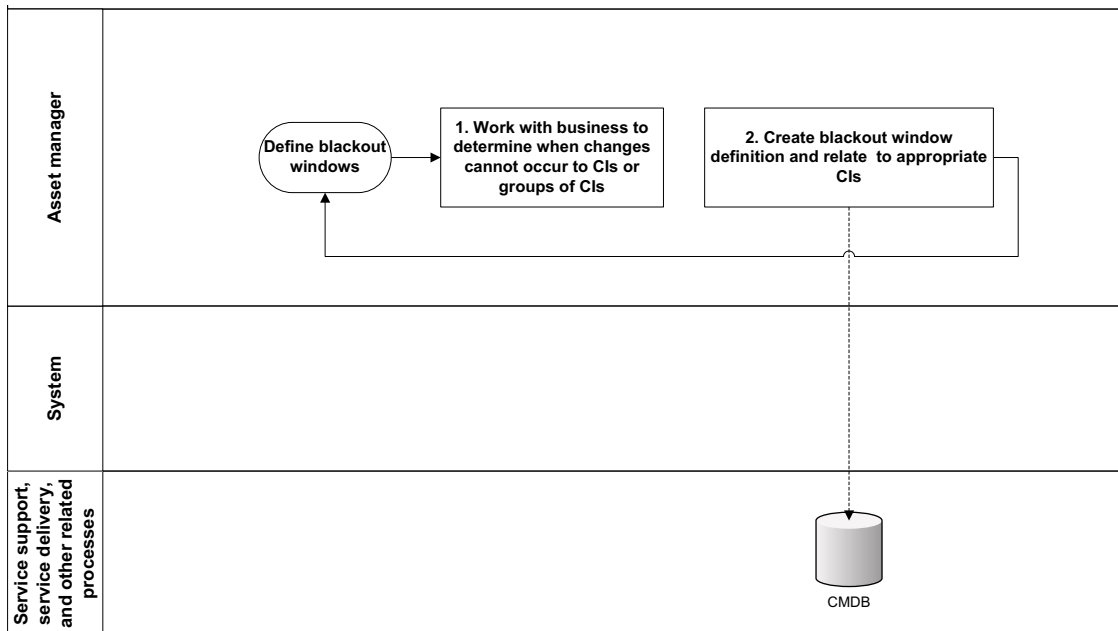 Asset manager
Define blackout
windows
1. Work with business to
determine when changes
cannot occur to CIs or
groups of CIs
2. Create blackout window
definition and relate to appropriate
CIs
System
Service support,
service delivery,
and other related
processes
CMDB